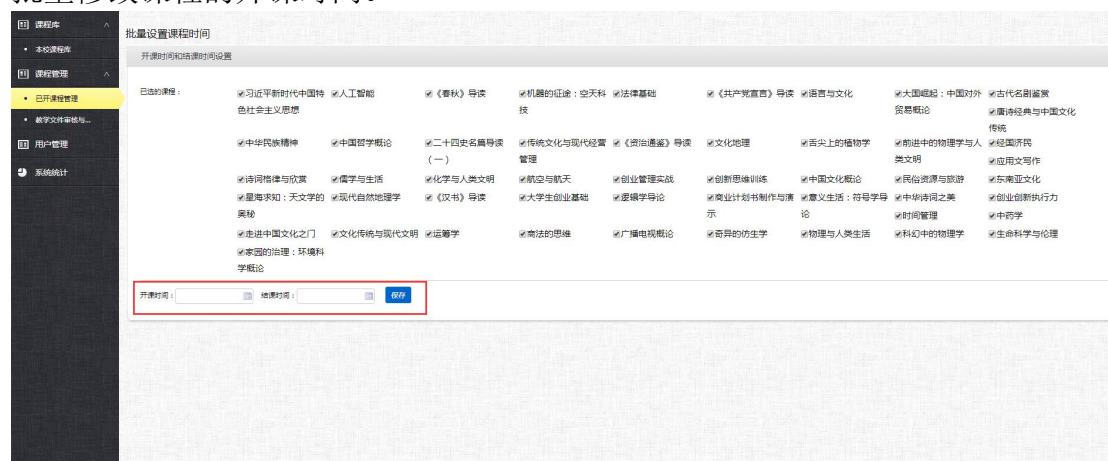 批量修改课程的开课时间。
课程库
本校课程库
课程管理
已开课程管理
教学文件审核与...
用户管理
系统统计
批量设置课程时间
开课时间和结课时间设置
已选的课程：
习近平新时代中国特 人工智能 《春秋》导读 机器的征途：空天科 法律基础 《共产党宣言》导读 语言与文化 大国崛起：中国对外 古代名剧鉴赏
色社会主义思想 技 贸易概论 唐诗经典与中国文化
传统
中华民族精神 中国哲学概论 二十四史名篇导读 传统文化与现代经营 《资治通鉴》导读 文化地理 舌尖上的植物学 前进中的物理学与人 经国济民
（一） 管理 类文明 应用文写作
诗词格律与欣赏 儒学与生活 化学与人类文明 航空与航天 创业管理实战 创新思维训练 中国文化概论 民俗资源与旅游 东南亚文化
星海求知：天文学的 现代自然地理学 《汉书》导读 大学生创业基础 逻辑学导论 商业计划书制作与演 意义生活：符号学导 中华诗词之美 创业创新执行力
奥秘 示 论 时间管理 中药学
走进中国文化之门 文化传统与现代文明 运筹学 商法的思维 广播电视概论 奇异的仿生学 物理与人类生活 科幻中的物理学 生命科学与伦理
家园的治理：环境科
学概论
开课时间： 结课时间： 保存